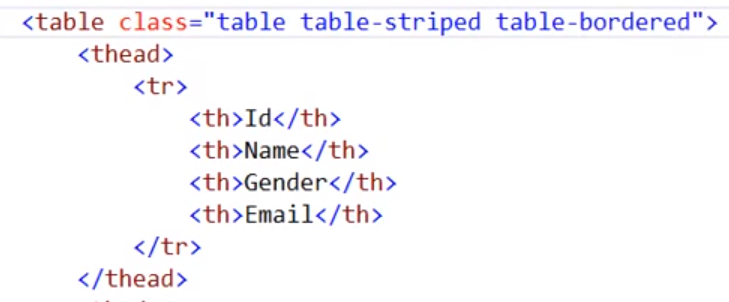 <table class="table table-striped table-bordered">
<thead>
<tr>
<th>Id</th>
<th>Name</th>
<th>Gender</th>
<th>Email</th>
</tr>
</thead>